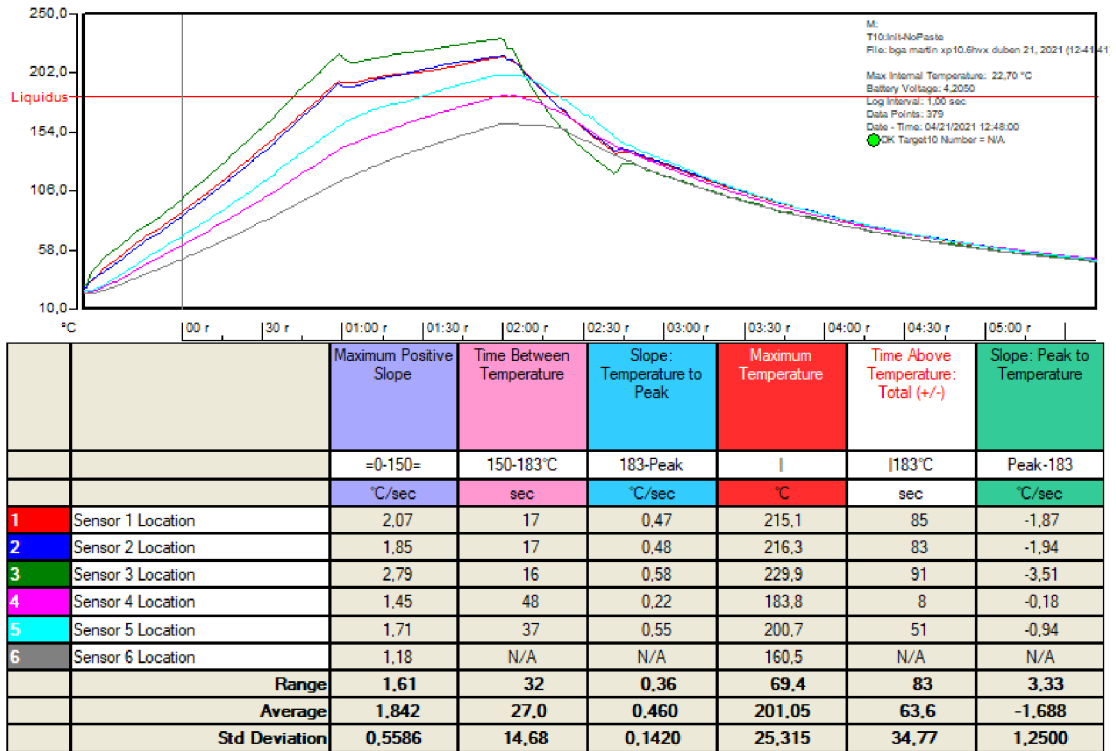 250,0
202,0
Liquidus
154,0
106,0
58,0
10,0
°C
00 r 30 r 01:00 r 01:30 r 02:00 r 02:30 r 03:00 r 03:30 r 04:00 r 04:30 r 05:00 r
M:
T10:Init-NoPaste
File: bga martin xp10.6hvx duben 21, 2021 (12-41-41
Max Internal Temperature: 22,70 °C
Battery Voltage: 4,2050
Log Interval: 1,00 sec
Data Points: 379
Date - Time: 04/21/2021 12:48:00
OK Target10 Number = N/A
Maximum Positive Slope Time Between Temperature Slope: Temperature to Peak Maximum Temperature Time Above Temperature: Total (+/-) Slope: Peak to Temperature
=0-150= 150-183°C 183-Peak | |183°C Peak-183
°C/sec sec °C/sec °C sec °C/sec
1 Sensor 1 Location 2,07 17 0,47 215,1 85 -1,87
2 Sensor 2 Location 1,85 17 0,48 216,3 83 -1,94
3 Sensor 3 Location 2,79 16 0,58 229,9 91 -3,51
4 Sensor 4 Location 1,45 48 0,22 183,8 8 -0,18
5 Sensor 5 Location 1,71 37 0,55 200,7 51 -0,94
6 Sensor 6 Location 1,18 N/A N/A 160,5 N/A N/A
Range 1,61 32 0,36 69,4 83 3,33
Average 1,842 27,0 0,460 201,05 63,6 -1,688
Std Deviation 0,5586 14,68 0,1420 25,315 34,77 1,2500